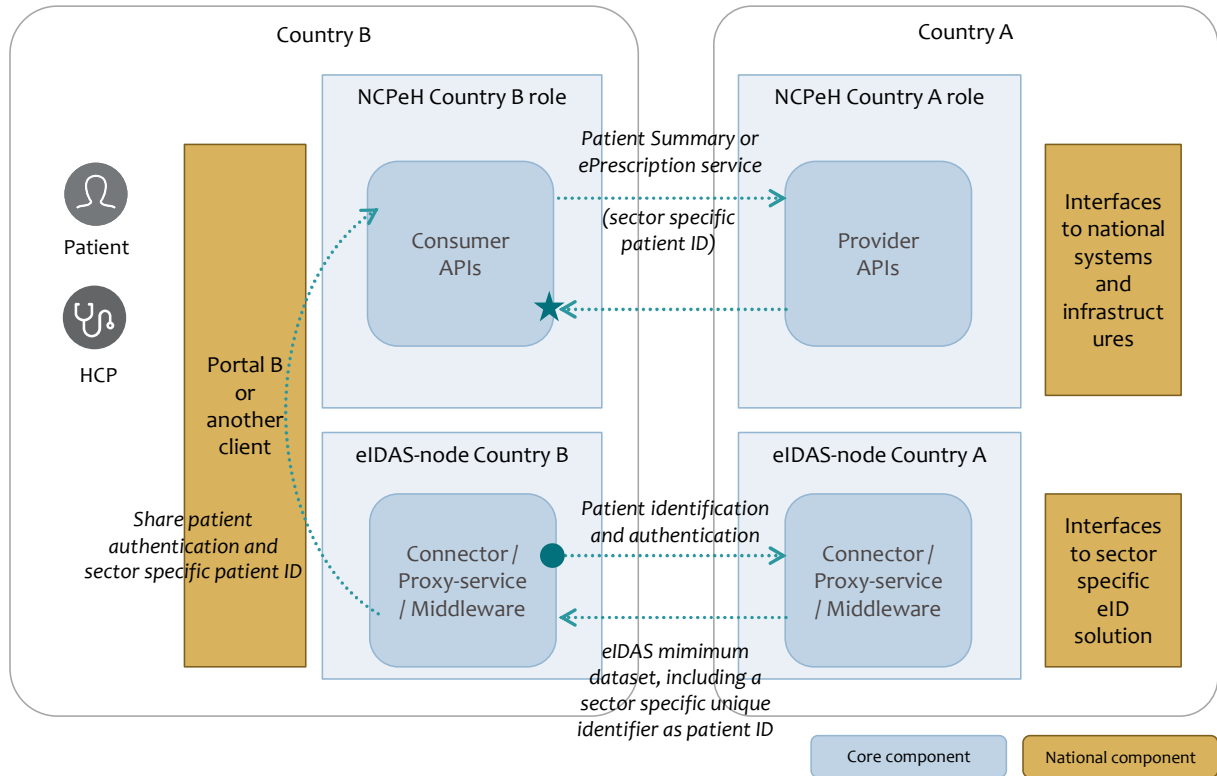 Country B
Country A
NCPeH Country B role
NCPeH Country A role
Patient
HCP
Portal B
or
another
client
Consumer
APIs
Patient Summary or
ePrescription service
(sector specific
patient ID)
Provider
APIs
Interfaces
to national
systems
and
infrastruct
ures
eIDAS-node Country B
eIDAS-node Country A
Share patient
authentication and
sector specific patient ID
Connector /
Proxy-service
/ Middleware
Patient identification
and authentication
Connector /
Proxy-service
/ Middleware
Interfaces
to sector
specific
eID
solution
eIDAS mimimum
dataset, including a
sector specific unique
identifier as patient ID
Core component
National component